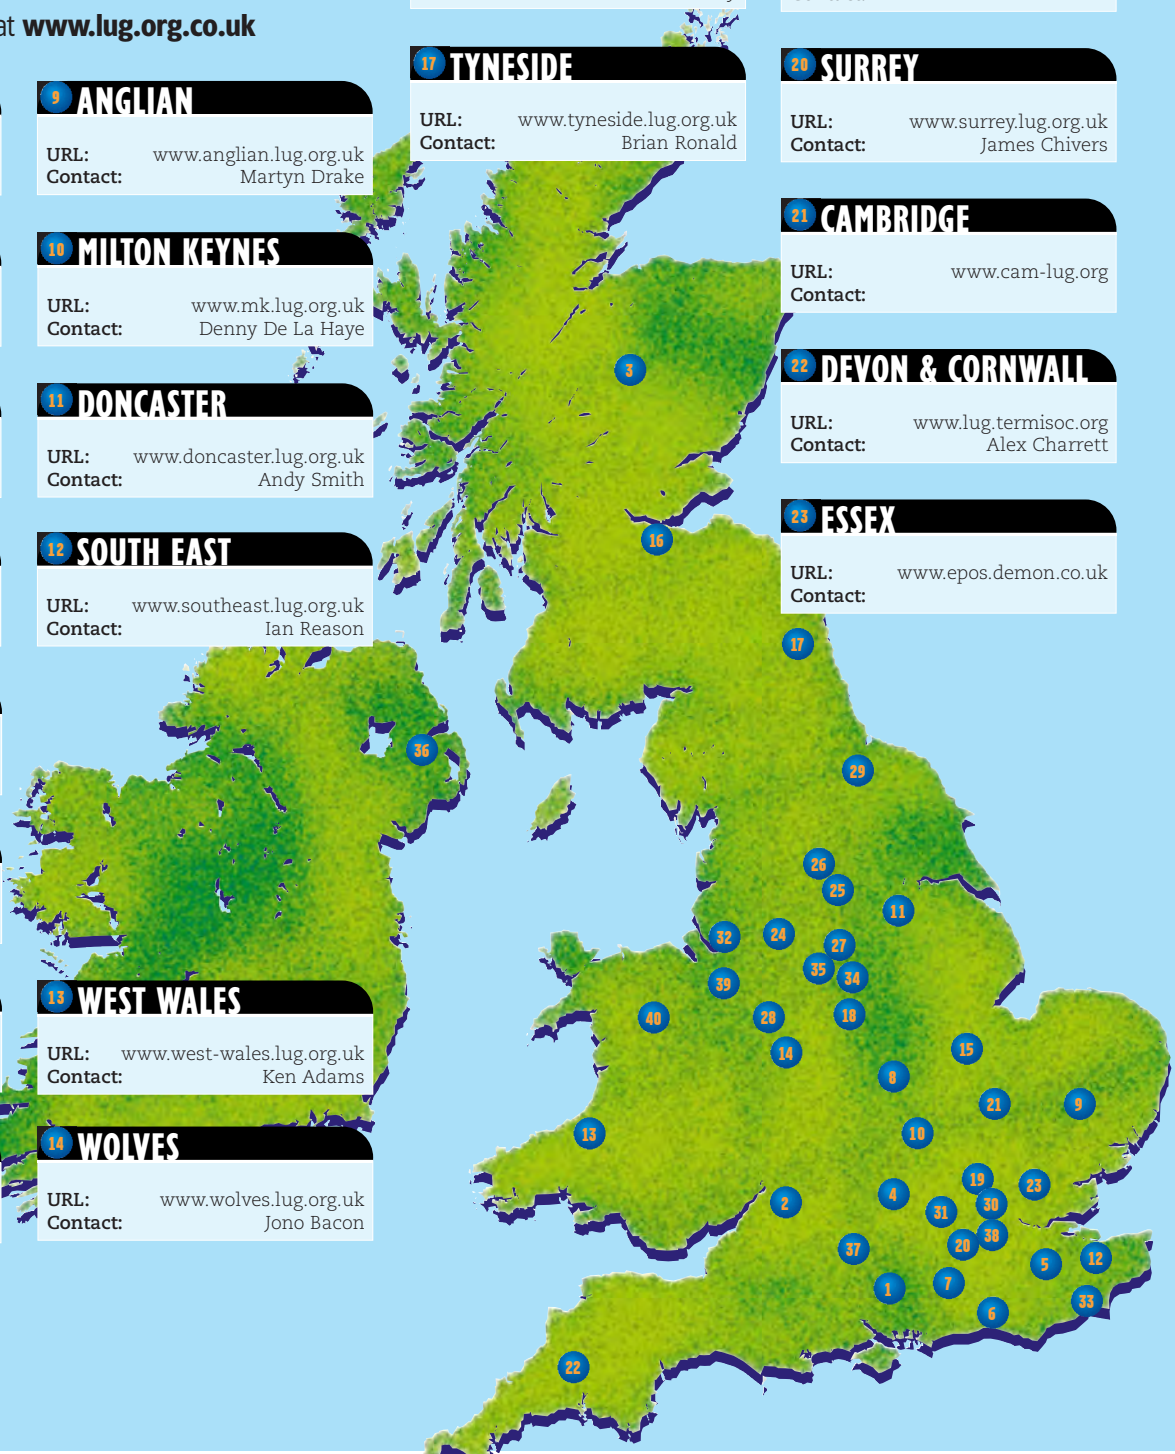 at www.lug.org.co.uk
9 ANGLIAN
URL: www.anglian.lug.org.uk
Contact: Martyn Drake
10 MILTON KEYNES
URL: www.mk.lug.org.uk
Contact: Denny De La Haye
11 DONCASTER
URL: www.doncaster.lug.org.uk
Contact: Andy Smith
12 SOUTH EAST
URL: www.southeast.lug.org.uk
Contact: Ian Reason
13 WEST WALES
URL: www.west-wales.lug.org.uk
Contact: Ken Adams
14 WOLVES
URL: www.wolves.lug.org.uk
Contact: Jono Bacon
17 TYNESIDE
URL: www.tyneside.lug.org.uk
Contact: Brian Ronald
20 SURREY
URL: www.surrey.lug.org.uk
Contact: James Chivers
21 CAMBRIDGE
URL: www.cam-lug.org
Contact:
22 DEVON & CORNWALL
URL: www.lug.termisoc.org
Contact: Alex Charrett
23 ESSEX
URL: www.epos.demon.co.uk
Contact:
3
16
17
36
29
26
25
11
32
24
27
35
34
39
40
28
18
14
15
8
21
9
10
13
19
23
4
2
30
31
38
20
37
5
12
7
1
33
6
22